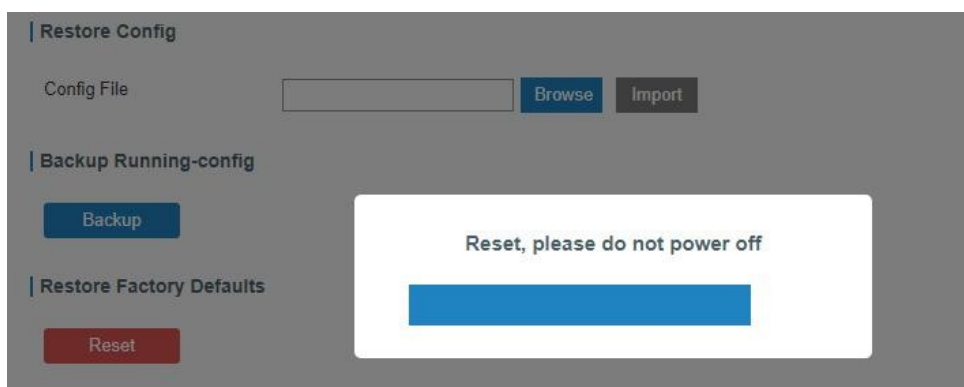 Restore Config
Config File
Browse
Import
Backup Running-config
Backup
Reset, please do not power off
Restore Factory Defaults
Reset